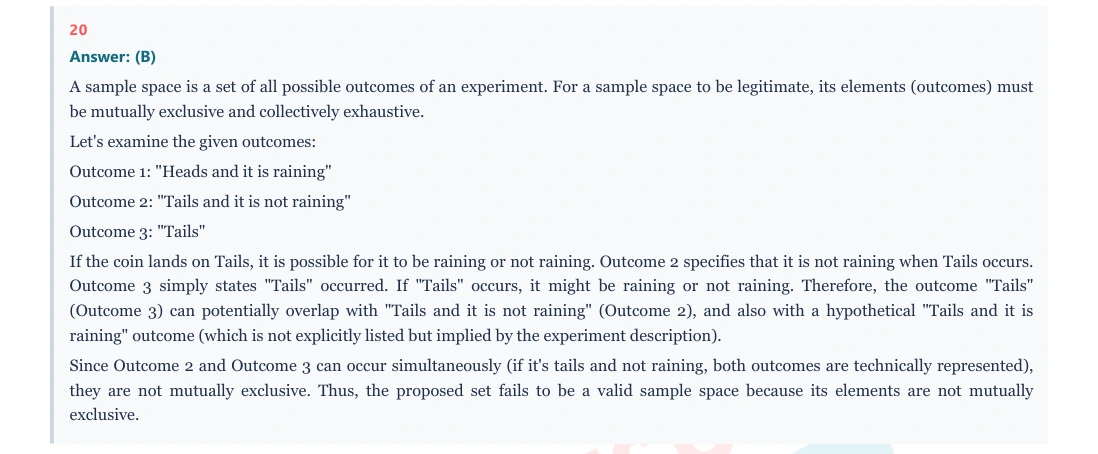 20
Answer: (B)
A sample space is a set of all possible outcomes of an experiment. For a sample space to be legitimate, its elements (outcomes) must
be mutually exclusive and collectively exhaustive.
Let's examine the given outcomes:
Outcome 1: "Heads and it is raining"
Outcome 2: "Tails and it is not raining"
Outcome 3: "Tails"
If the coin lands on Tails, it is possible for it to be raining or not raining. Outcome 2 specifies that it is not raining when Tails occurs.
Outcome 3 simply states "Tails" occurred. If "Tails" occurs, it might be raining or not raining. Therefore, the outcome "Tails"
(Outcome 3) can potentially overlap with "Tails and it is not raining" (Outcome 2), and also with a hypothetical "Tails and it is
raining" outcome (which is not explicitly listed but implied by the experiment description).
Since Outcome 2 and Outcome 3 can occur simultaneously (if it's tails and not raining, both outcomes are technically represented),
they are not mutually exclusive. Thus, the proposed set fails to be a valid sample space because its elements are not mutually
exclusive.